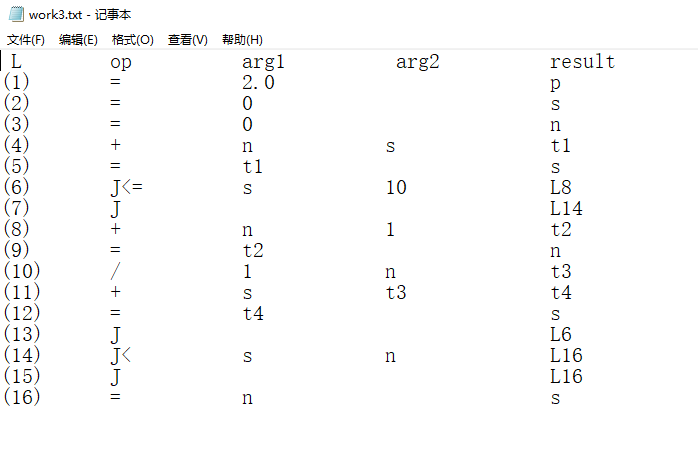 work3.txt - 记事本
文件(F) 编辑(E) 格式(O) 查看(V) 帮助(H)
L op arg1 arg2 result
(1) = 2.0 p
(2) = 0 s
(3) = 0 n
(4) + n s t1
(5) = t1 s
(6) J<= s 10 L8
(7) J L14
(8) + n 1 t2
(9) = t2 n
(10) / 1 n t3
(11) + s t3 t4
(12) = t4 s
(13) J L6
(14) J< s n L16
(15) J L16
(16) = n s